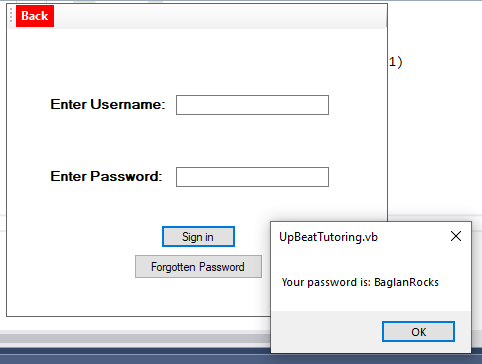 Back
1)
Enter Username:
Enter Password:
Sign in
Forgotten Password
UpBeatTutoring.vb
Your password is: BaglanRocks
OK